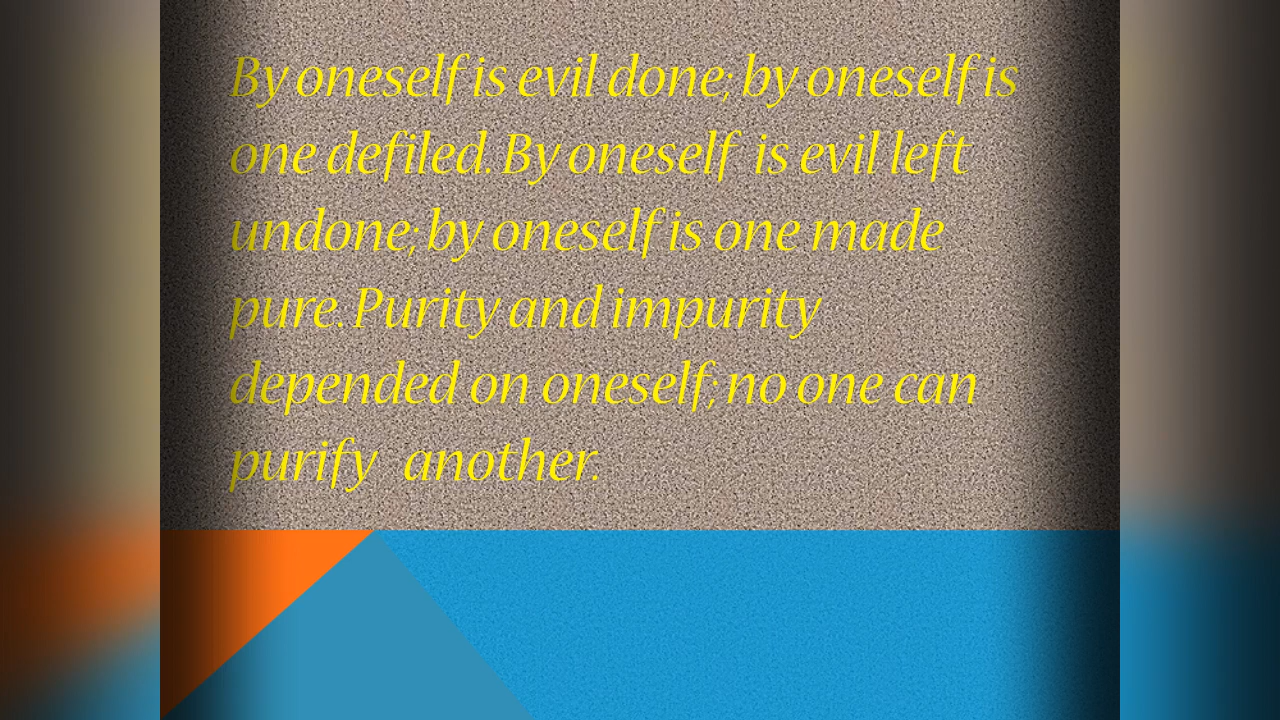 By oneself is evil done; by oneself is
one defiled. By oneself is evil left
undone; by oneself is one made
pure. Purity and impurity
depended on oneself; no one can
purify another.